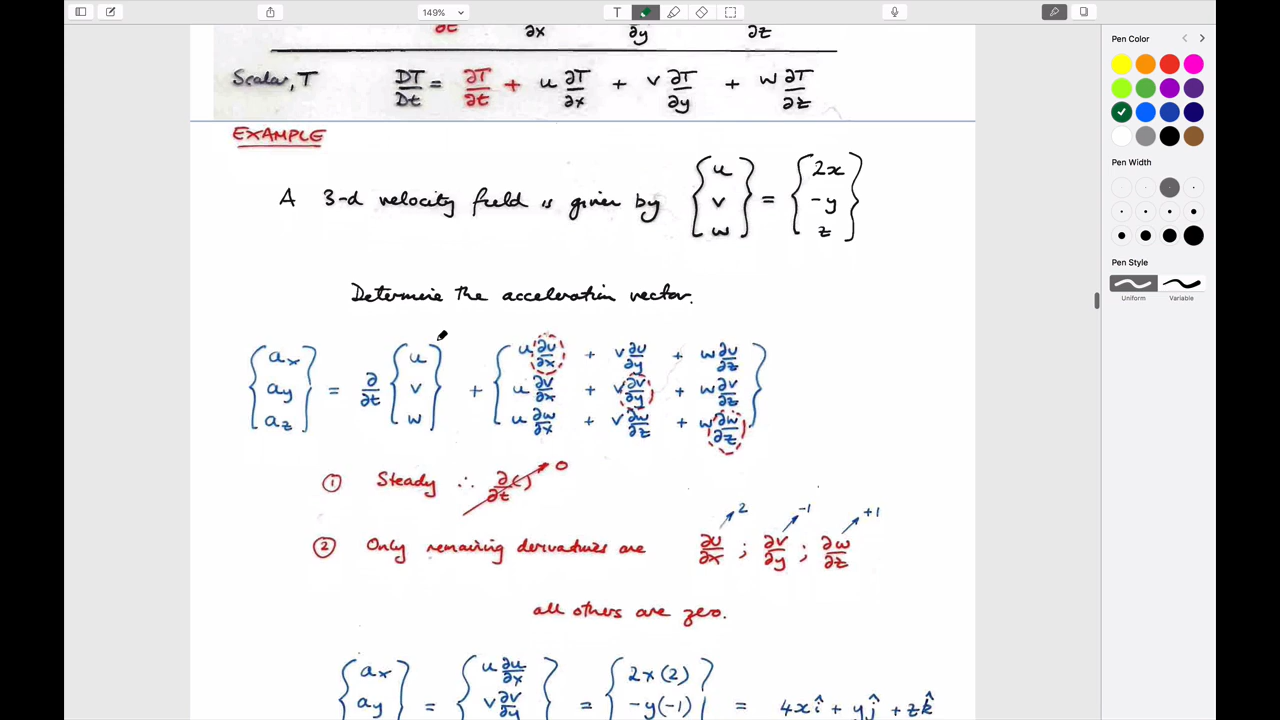 149%
T
∂t ∂x ∂y ∂z
Scalar, T DT/Dt = ∂T/∂t + u ∂T/∂x + v ∂T/∂y + w ∂T/∂z
EXAMPLE
A 3-d velocity field is given by {u v w} = {2x -y z}
Determine the acceleration vector.
{ax ay az} = ∂/∂t {u v w} + {u ∂u/∂x + v ∂u/∂y + w ∂u/∂z
u ∂v/∂x + v ∂v/∂y + w ∂v/∂z
u ∂w/∂x + v ∂w/∂z + w ∂w/∂z}
① Steady ∴ ∂/∂t ( ) 0
② Only remaining derivatives are ∂u/∂x 2 ; ∂v/∂y -1 ; ∂w/∂z +1
all others are zero.
{ax ay = {u ∂u/∂x v ∂v/∂y = {2x(2) -y(-1) = 4xî + yĵ + zk̂
Pen Color
Pen Width
Pen Style
Uniform Variable